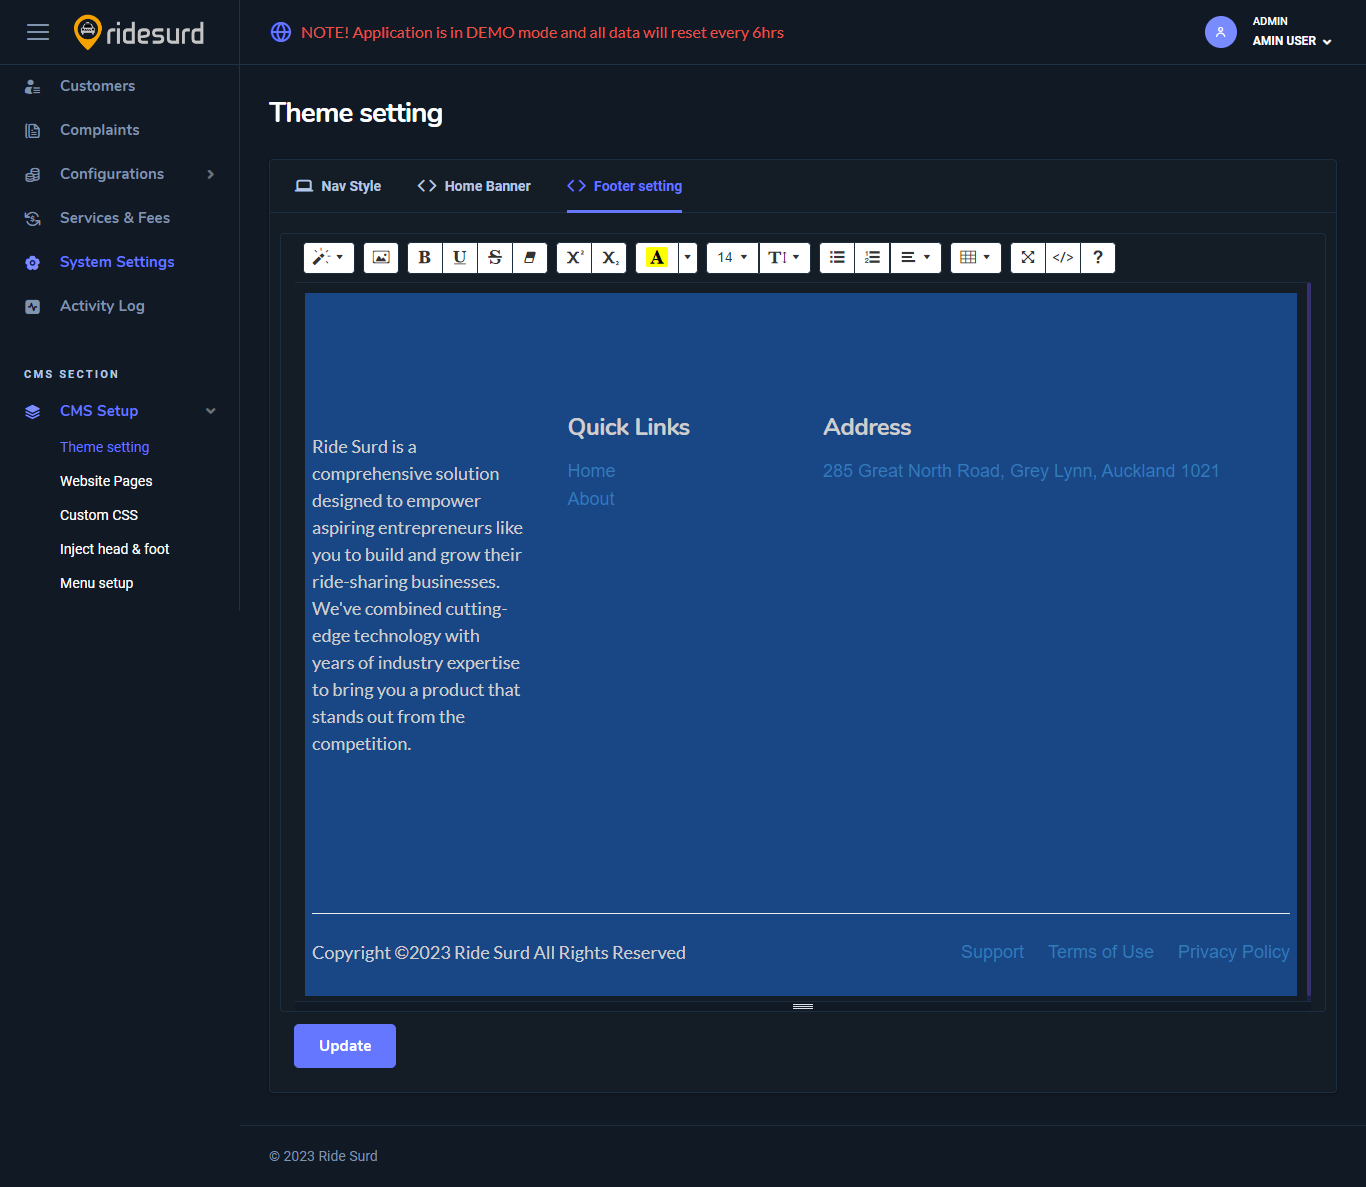 ridesurd
NOTE! Application is in DEMO mode and all data will reset every 6hrs
ADMIN
AMIN USER
Customers
Complaints
Configurations
Services & Fees
System Settings
Activity Log
CMS SECTION
CMS Setup
Theme setting
Website Pages
Custom CSS
Inject head & foot
Menu setup
Theme setting
Nav Style
Home Banner
Footer setting
B U S X² X₂ A 14 TI </> ?
Ride Surd is a
comprehensive solution
designed to empower
aspiring entrepreneurs like
you to build and grow their
ride-sharing businesses.
We've combined cutting-
edge technology with
years of industry expertise
to bring you a product that
stands out from the
competition.
Quick Links
Home
About
Address
285 Great North Road, Grey Lynn, Auckland 1021
Copyright ©2023 Ride Surd All Rights Reserved
Support Terms of Use Privacy Policy
Update
© 2023 Ride Surd